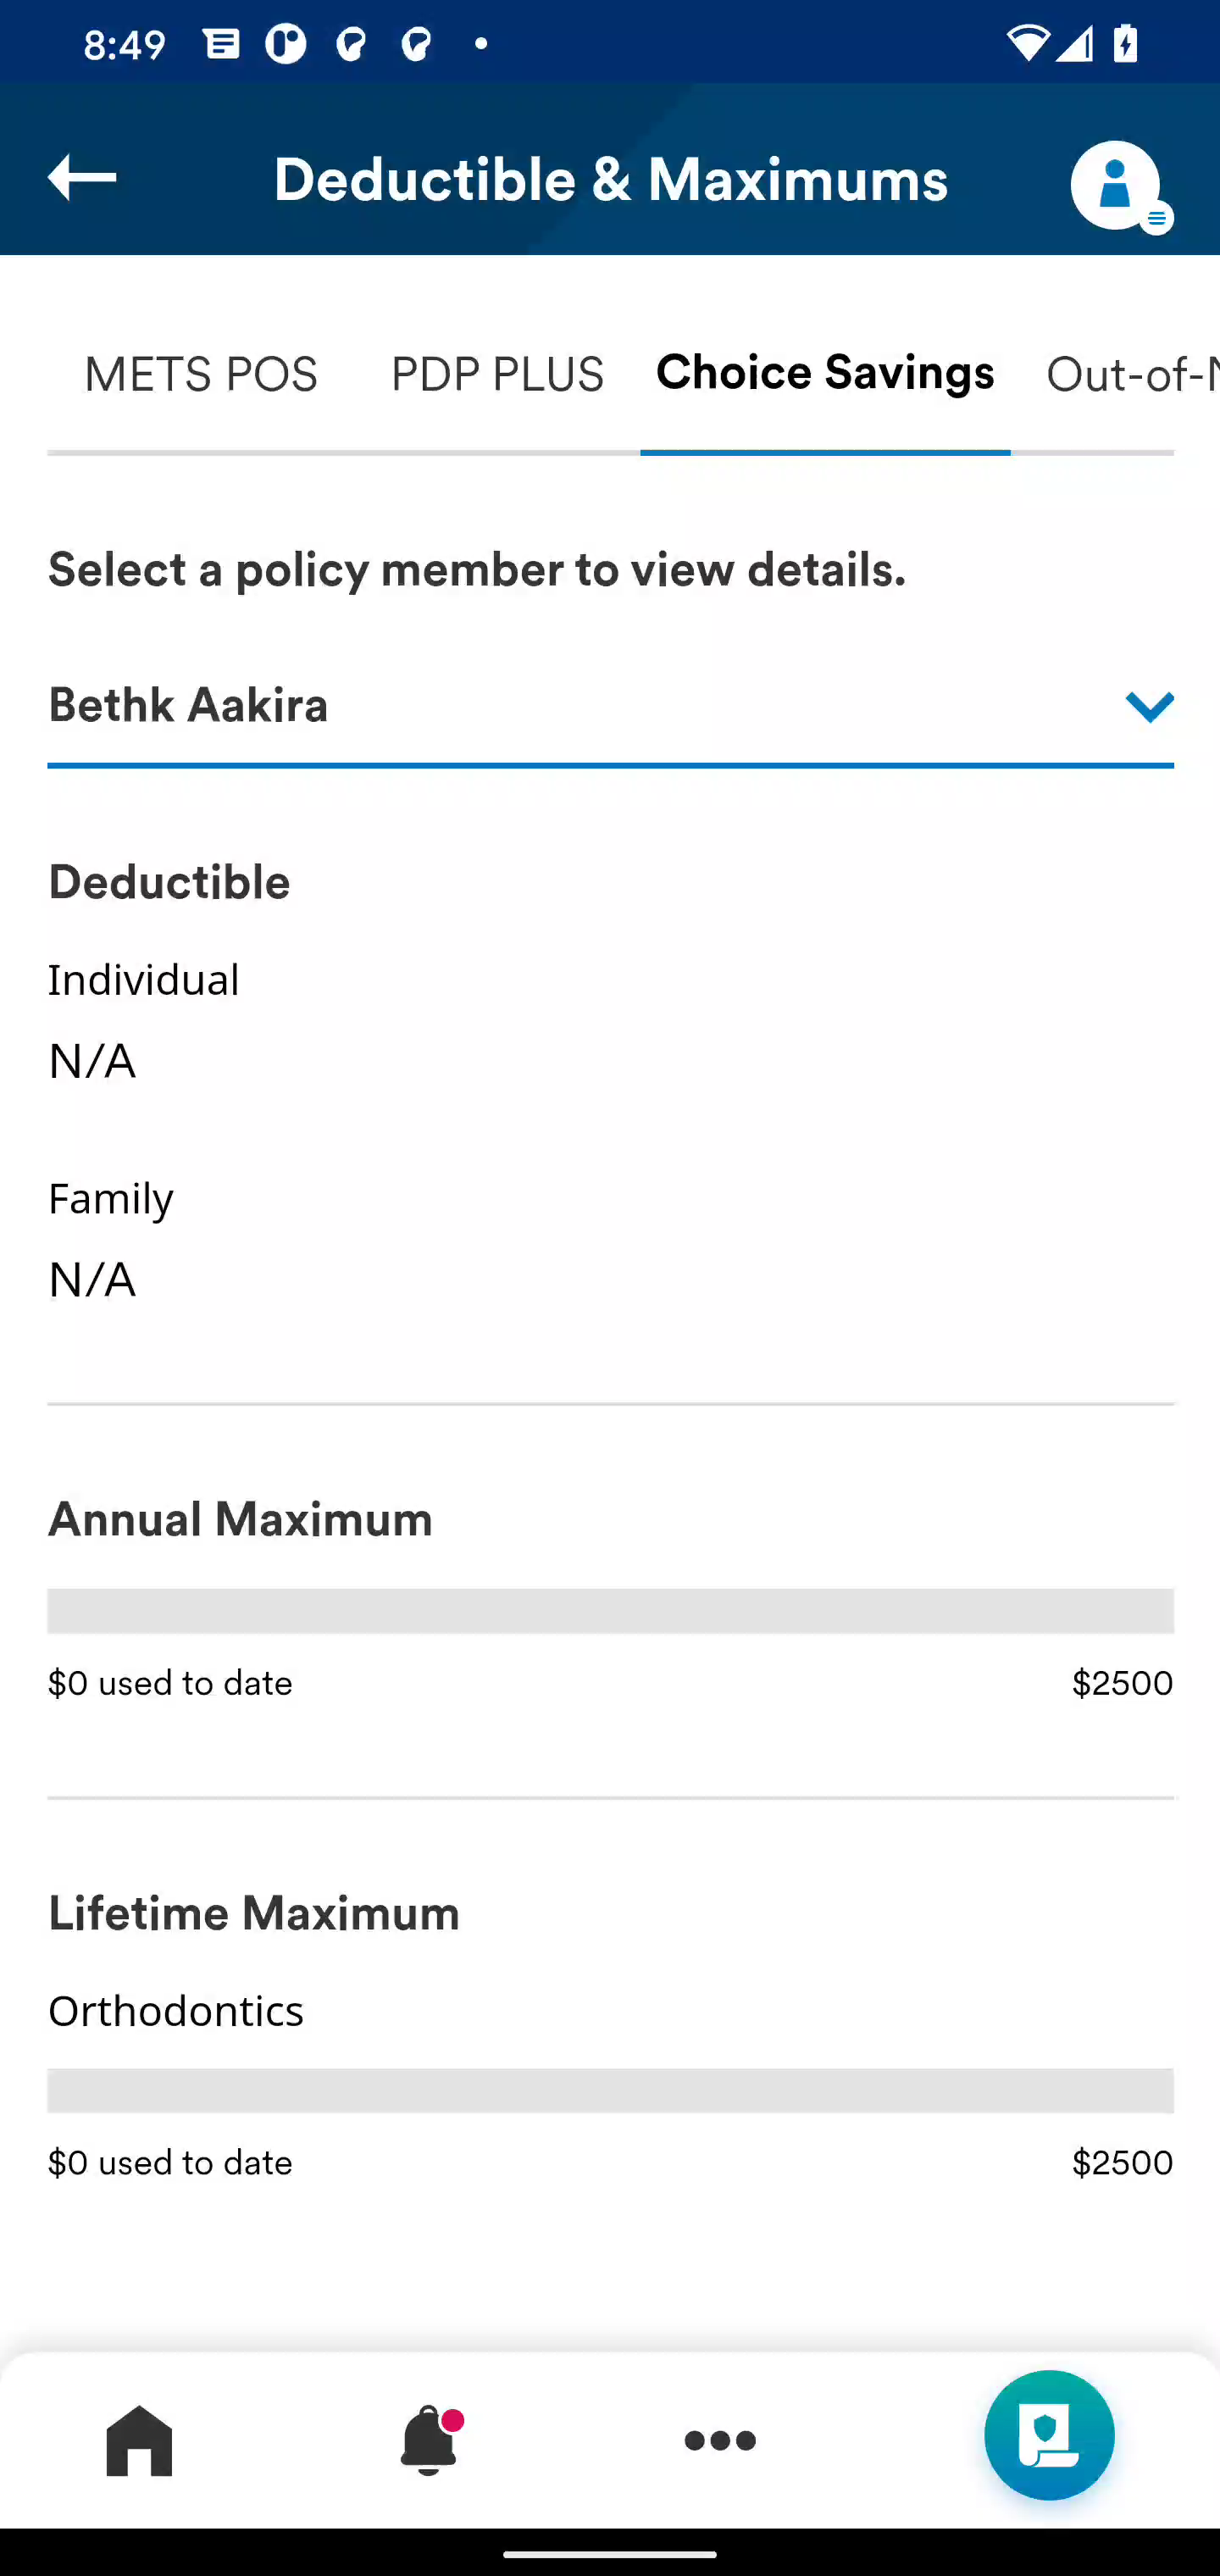 8:49
Deductible & Maximums
METS POS PDP PLUS Choice Savings Out-of-
Select a policy member to view details.
Bethk Aakira
Deductible
Individual
N/A
Family
N/A
Annual Maximum
$0 used to date $2500
Lifetime Maximum
Orthodontics
$0 used to date $2500